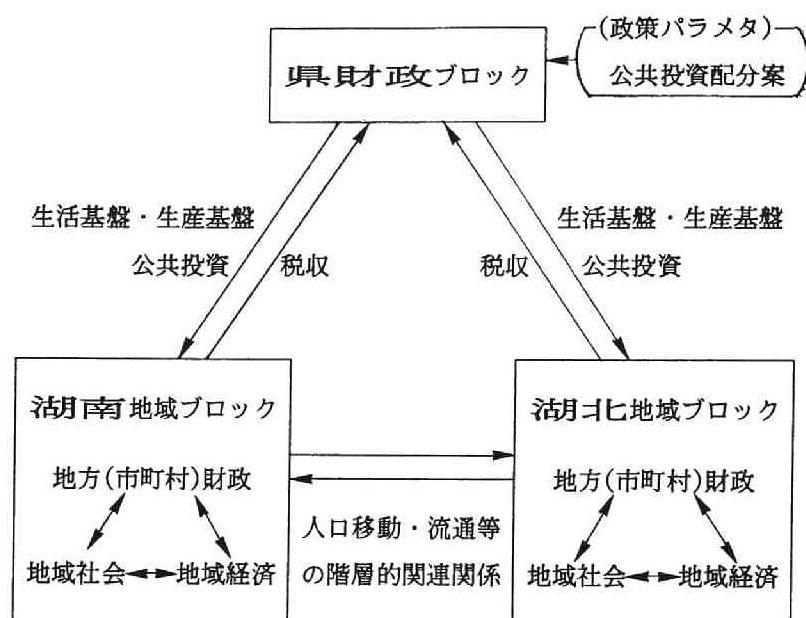 (政策パラメタ)
公共投資配分案
県財政ブロック
生活基盤・生産基盤
公共投資
税収
税収
生活基盤・生産基盤
公共投資
湖南地域ブロック
地方(市町村)財政
地域社会
地域経済
人口移動・流通等
の階層的関連関係
湖北地域ブロック
地方(市町村)財政
地域社会
地域経済